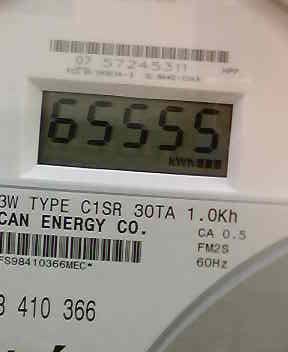 07 57245311
65555
kWh
3W TYPE C1SR 30TA 1.0Kh
CAN ENERGY CO.
CA 0.5
FM2S
60Hz
FS98410366MEC*
3 410 366